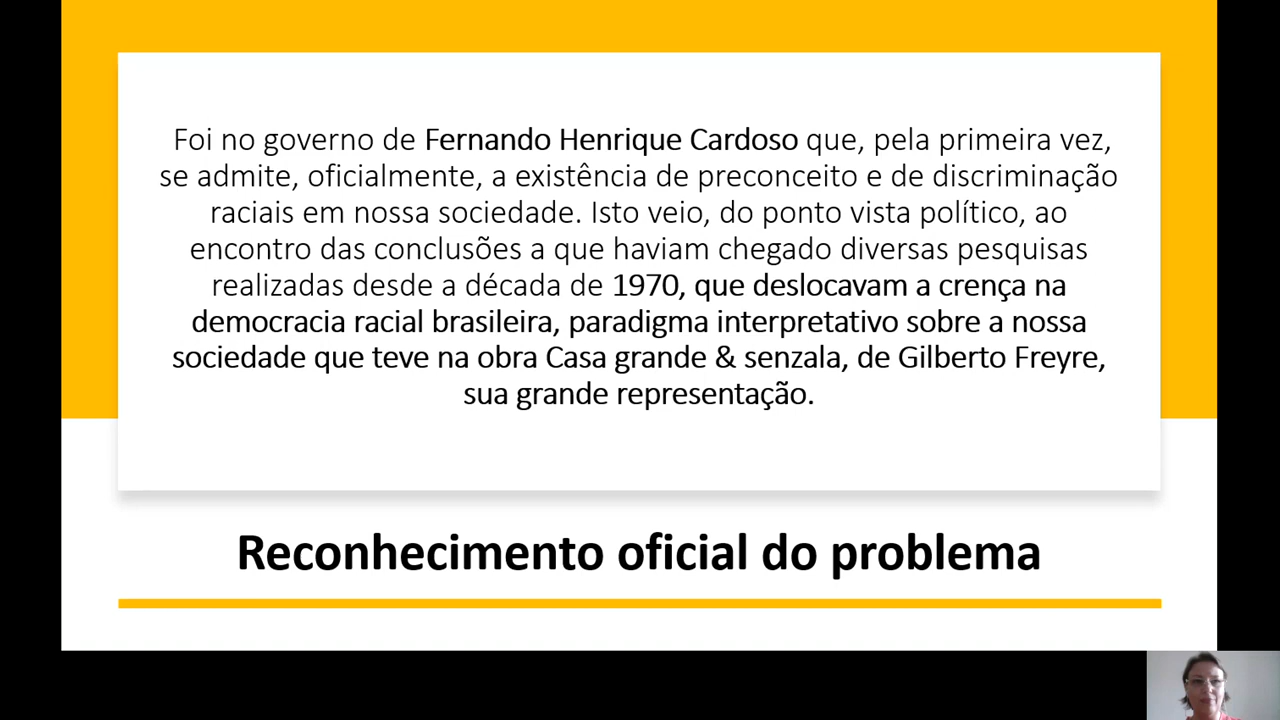 Foi no governo de Fernando Henrique Cardoso que, pela primeira vez,
se admite, oficialmente, a existência de preconceito e de discriminação
raciais em nossa sociedade. Isto veio, do ponto vista político, ao
encontro das conclusões a que haviam chegado diversas pesquisas
realizadas desde a década de 1970, que deslocavam a crença na
democracia racial brasileira, paradigma interpretativo sobre a nossa
sociedade que teve na obra Casa grande & senzala, de Gilberto Freyre,
sua grande representação.
Reconhecimento oficial do problema